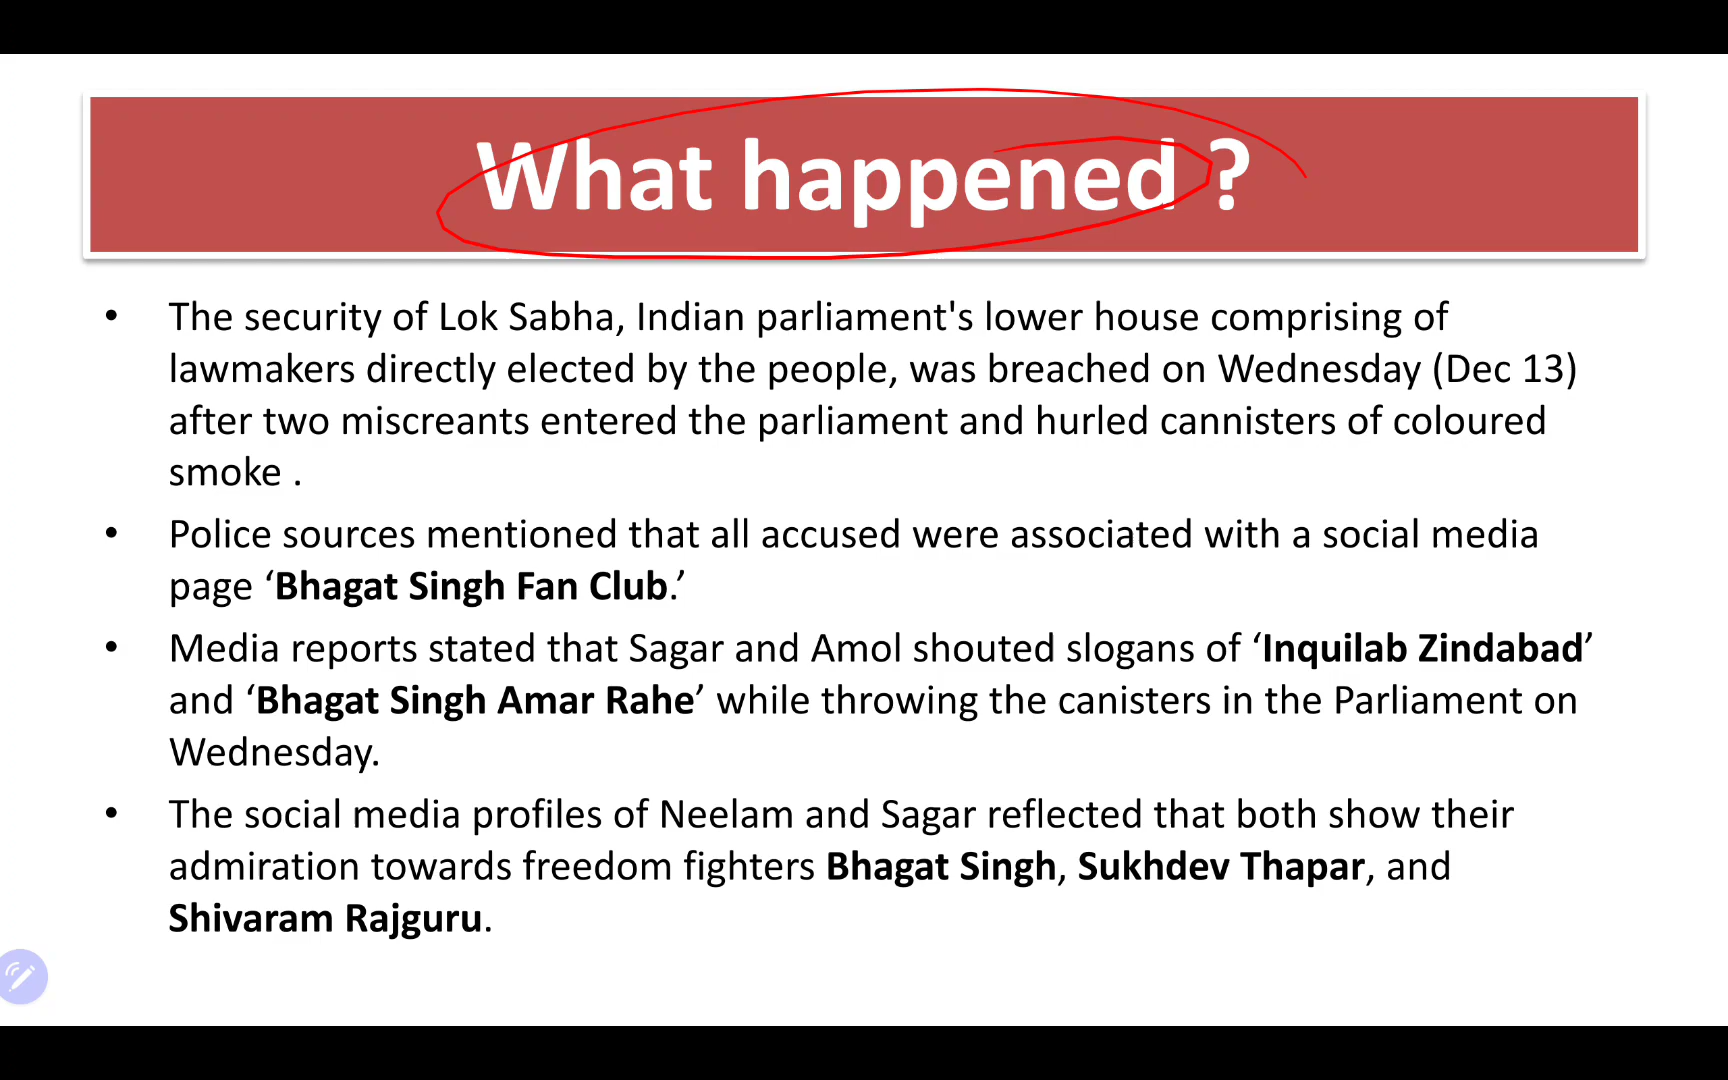 What happened ?
• The security of Lok Sabha, Indian parliament's lower house comprising of
lawmakers directly elected by the people, was breached on Wednesday (Dec 13)
after two miscreants entered the parliament and hurled cannisters of coloured
smoke .
• Police sources mentioned that all accused were associated with a social media
page ‘Bhagat Singh Fan Club.’
• Media reports stated that Sagar and Amol shouted slogans of ‘Inquilab Zindabad’
and ‘Bhagat Singh Amar Rahe’ while throwing the canisters in the Parliament on
Wednesday.
• The social media profiles of Neelam and Sagar reflected that both show their
admiration towards freedom fighters Bhagat Singh, Sukhdev Thapar, and
Shivaram Rajguru.